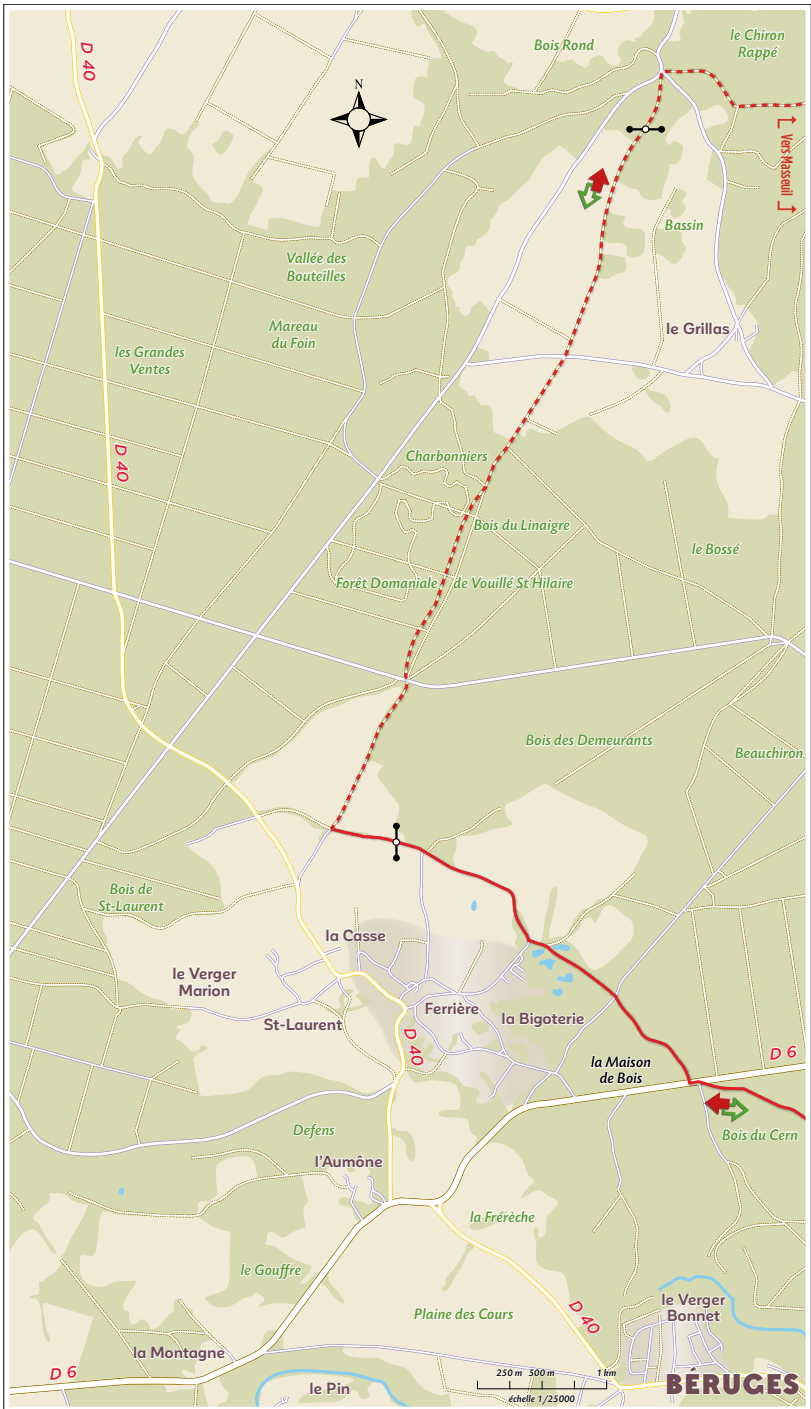 D 40
Bois Rond
le Chiron
Rappé
N
Vers Masseuil
Bassin
Vallée des
Bouteilles
Mareau
du Foin
le Grillas
les Grandes
Ventes
D 40
Charbonniers
Bois du Linaigre
le Bossé
Forêt Domaniale de Vouillé St Hilaire
Bois des Demeurants
Beauchiron
Bois de
St-Laurent
la Casse
le Verger
Marion
Ferrière
la Bigoterie
St-Laurent
D 40
la Maison
de Bois
D 6
Defens
Bois du Cern
l'Aumône
la Frérèche
le Gouffre
le Verger
Bonnet
Plaine des Cours
D 40
la Montagne
D 6
le Pin
250 m 500 m 1 km
échelle 1/25000
BÉRUGES